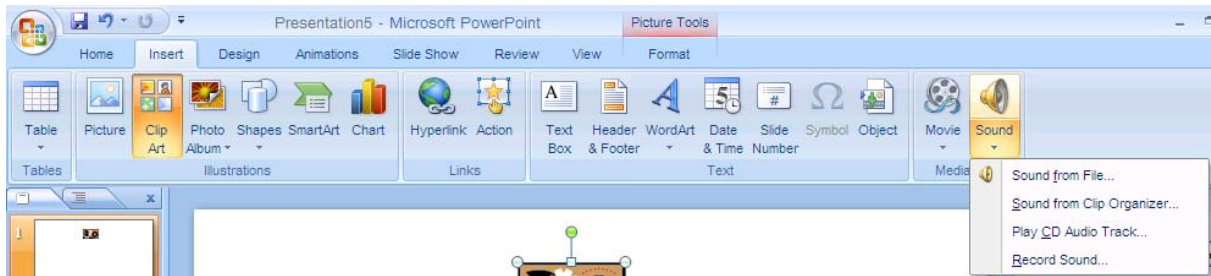 Presentation5 - Microsoft PowerPoint Picture Tools
Home Insert Design Animations Slide Show Review View Format
Table Picture Clip Art Photo Album Shapes SmartArt Chart Hyperlink Action Text Box Header & Footer WordArt Date & Time Slide Number Symbol Object Movie Sound
Tables Illustrations Links Text Media
Sound from File...
Sound from Clip Organizer...
Play CD Audio Track...
Record Sound...
1